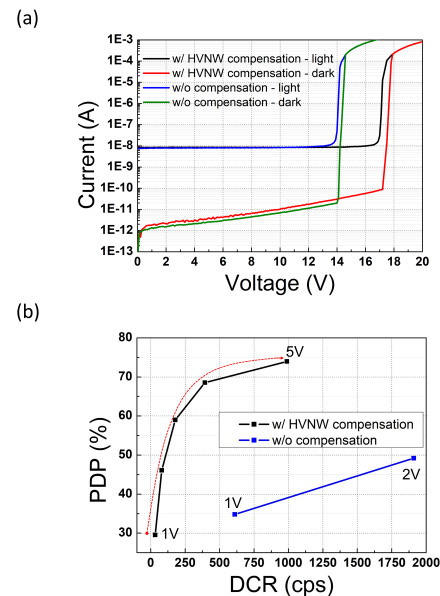 (a)
1E-3
1E-4
1E-5
1E-6
1E-7
1E-8
1E-9
1E-10
1E-11
1E-12
1E-13
Current (A)
w/ HVNW compensation - light
w/ HVNW compensation - dark
w/o compensation - light
w/o compensation - dark
0 2 4 6 8 10 12 14 16 18 20
Voltage (V)
(b)
80
70
60
50
40
30
PDP (%)
5V
w/ HVNW compensation
w/o compensation
1V
2V
1V
0 250 500 750 1000 1250 1500 1750 2000
DCR (cps)